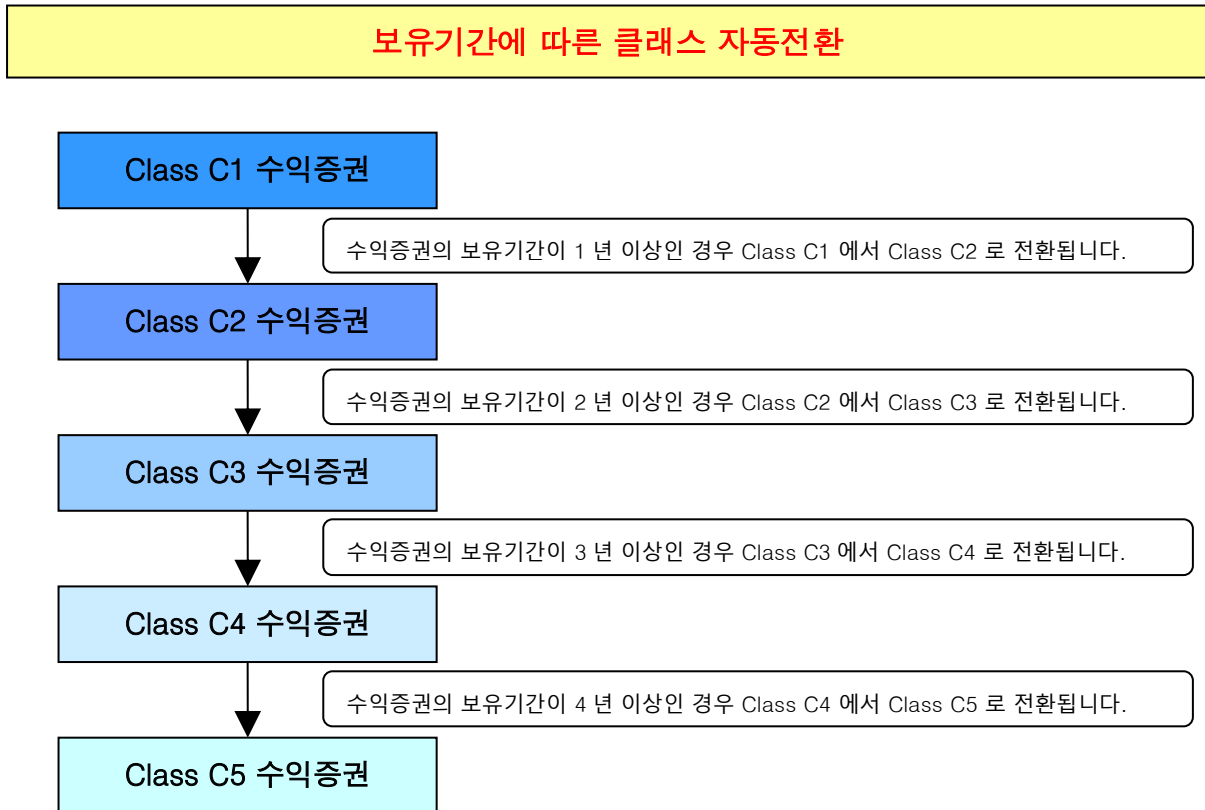 보유기간에 따른 클래스 자동전환
Class C1 수익증권
수익증권의 보유기간이 1 년 이상인 경우 Class C1 에서 Class C2 로 전환됩니다.
Class C2 수익증권
수익증권의 보유기간이 2 년 이상인 경우 Class C2 에서 Class C3 로 전환됩니다.
Class C3 수익증권
수익증권의 보유기간이 3 년 이상인 경우 Class C3 에서 Class C4 로 전환됩니다.
Class C4 수익증권
수익증권의 보유기간이 4 년 이상인 경우 Class C4 에서 Class C5 로 전환됩니다.
Class C5 수익증권